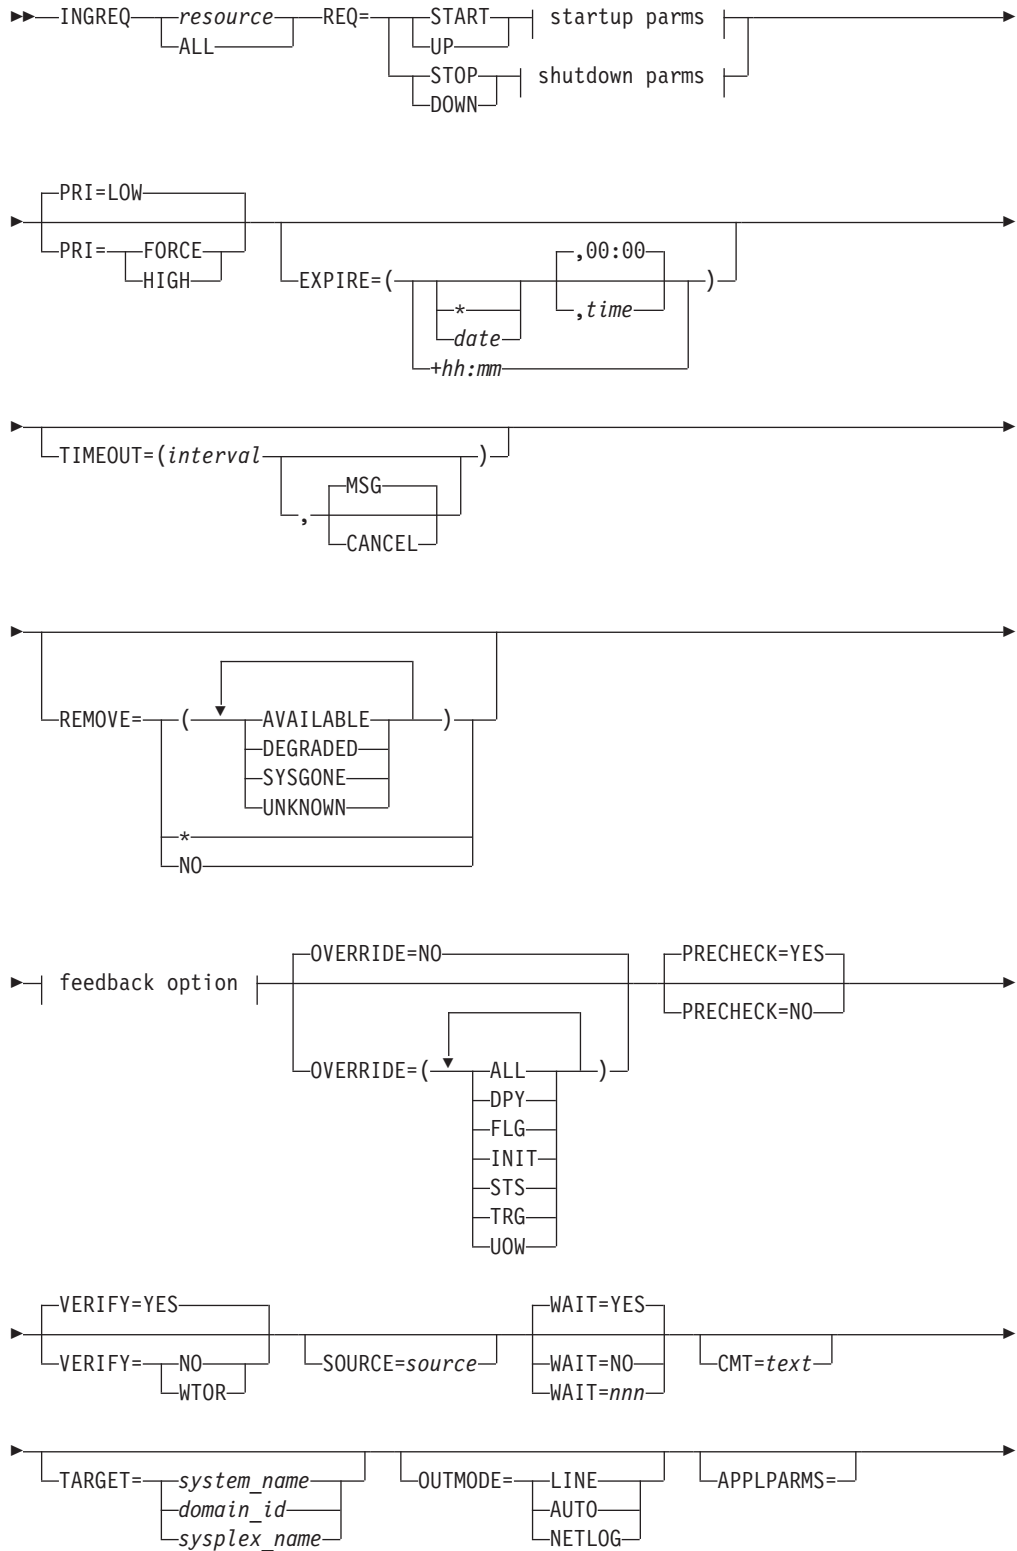 INGREQ resource REQ= START startup parms
ALL UP
STOP shutdown parms
DOWN
PRI=LOW
PRI= FORCE
HIGH
EXPIRE=( ,00:00 )
* ,time
date
+hh:mm
TIMEOUT=(interval )
, MSG
CANCEL
REMOVE= ( AVAILABLE )
DEGRADED
SYSGONE
UNKNOWN
*
NO
feedback option
OVERRIDE=NO
OVERRIDE=( ALL )
DPY
FLG
INIT
STS
TRG
UOW
PRECHECK=YES
PRECHECK=NO
VERIFY=YES
VERIFY= NO
WTOR
SOURCE=source
WAIT=YES
WAIT=NO
WAIT=nnn
CMT=text
TARGET= system_name
domain_id
sysplex_name
OUTMODE= LINE
AUTO
NETLOG
APPLPARMS=